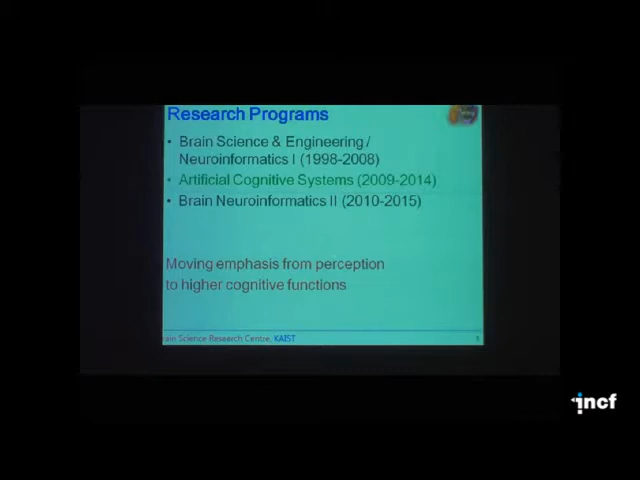 Research Programs
• Brain Science & Engineering /
Neuroinformatics I (1998-2008)
• Artificial Cognitive Systems (2009-2014)
• Brain Neuroinformatics II (2010-2015)
Moving emphasis from perception
to higher cognitive functions
ain Science Research Centre, KAIST
incf